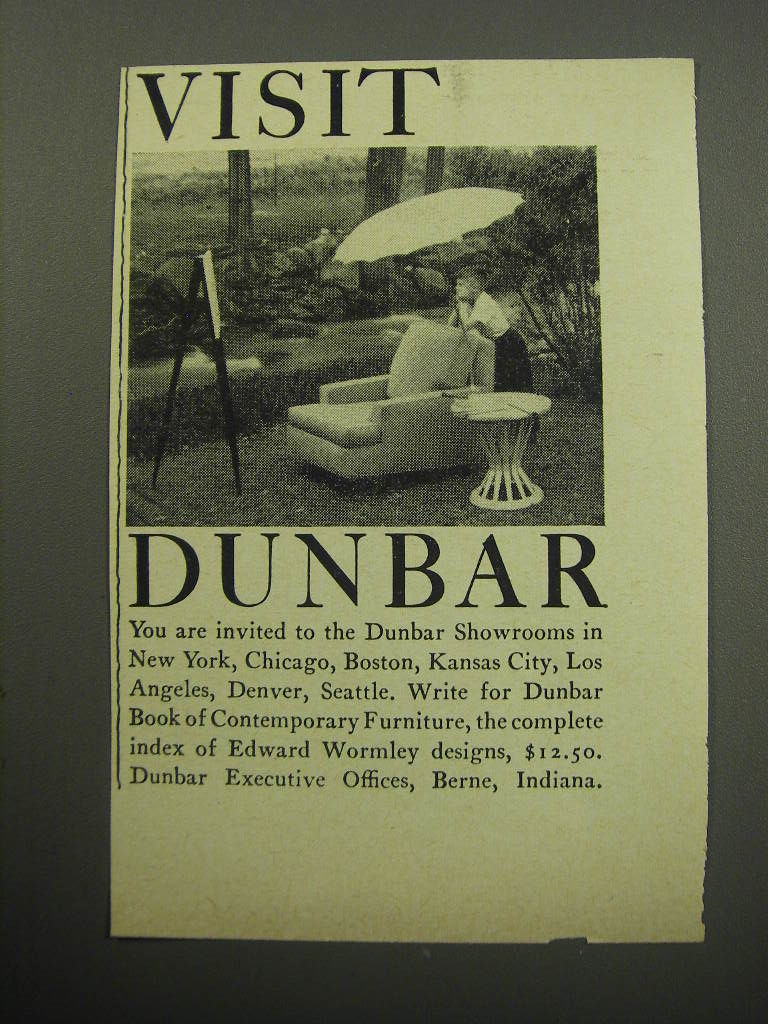 VISIT
DUNBAR
You are invited to the Dunbar Showrooms in
New York, Chicago, Boston, Kansas City, Los
Angeles, Denver, Seattle. Write for Dunbar
Book of Contemporary Furniture, the complete
index of Edward Wormley designs, $12.50.
Dunbar Executive Offices, Berne, Indiana.